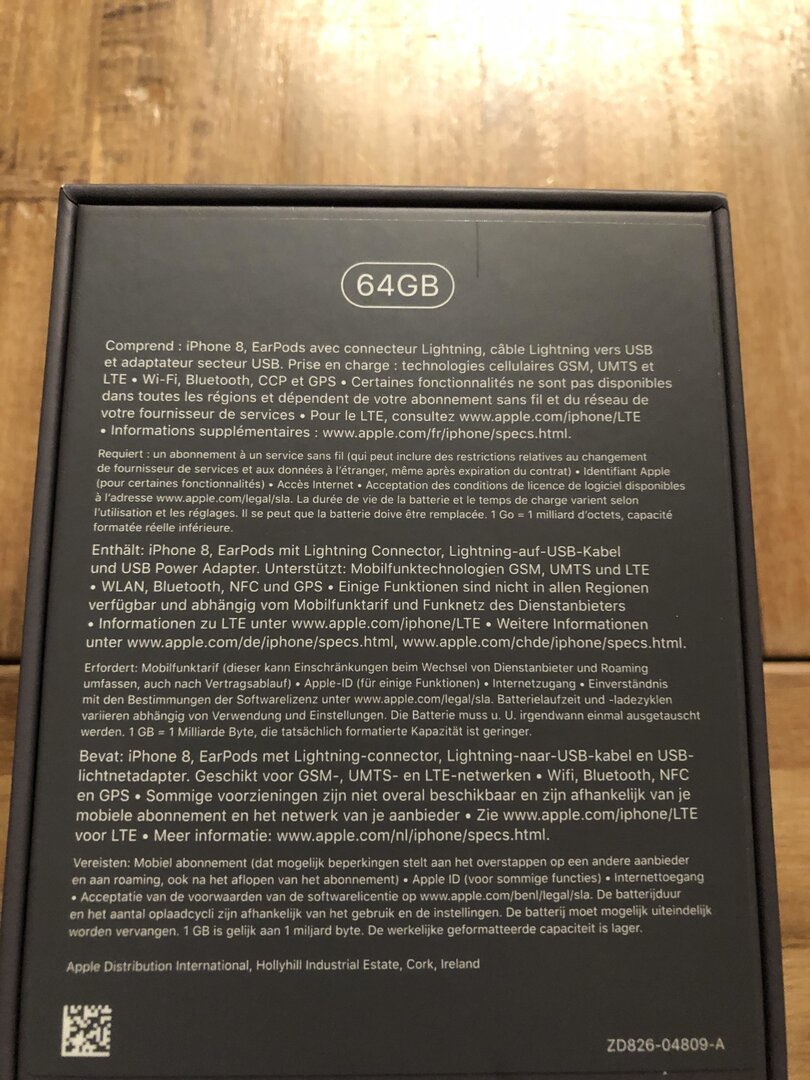 64GB
Comprend : iPhone 8, EarPods avec connecteur Lightning, câble Lightning vers USB
et adaptateur secteur USB. Prise en charge : technologies cellulaires GSM, UMTS et
LTE • Wi-Fi, Bluetooth, CCP et GPS • Certaines fonctionnalités ne sont pas disponibles
dans toutes les régions et dépendent de votre abonnement sans fil et du réseau de
votre fournisseur de services • Pour le LTE, consultez www.apple.com/iphone/LTE
• Informations supplémentaires : www.apple.com/fr/iphone/specs.html.
Requiert : un abonnement à un service sans fil (qui peut inclure des restrictions relatives au changement
de fournisseur de services et aux données à l'étranger, même après expiration du contrat) • Identifiant Apple
(pour certaines fonctionnalités) • Accès Internet • Acceptation des conditions de licence de logiciel disponibles
à l'adresse www.apple.com/legal/sla. La durée de vie de la batterie et le temps de charge varient selon
l'utilisation et les réglages. Il se peut que la batterie doive être remplacée. 1 Go = 1 milliard d'octets, capacité
formatée réelle inférieure.
Enthält: iPhone 8, EarPods mit Lightning Connector, Lightning-auf-USB-Kabel
und USB Power Adapter. Unterstützt: Mobilfunktechnologien GSM, UMTS und LTE
• WLAN, Bluetooth, NFC und GPS • Einige Funktionen sind nicht in allen Regionen
verfügbar und abhängig vom Mobilfunktarif und Funknetz des Dienstanbieters
• Informationen zu LTE unter www.apple.com/iphone/LTE • Weitere Informationen
unter www.apple.com/de/iphone/specs.html, www.apple.com/chde/iphone/specs.html.
Erfordert: Mobilfunktarif (dieser kann Einschränkungen beim Wechsel von Dienstanbieter und Roaming
umfassen, auch nach Vertragsablauf) • Apple-ID (für einige Funktionen) • Internetzugang • Einverständnis
mit den Bestimmungen der Softwarelizenz unter www.apple.com/legal/sla. Batterielaufzeit und -ladezyklen
variieren abhängig von Verwendung und Einstellungen. Die Batterie muss u. U. irgendwann einmal ausgetauscht
werden. 1 GB = 1 Milliarde Byte, die tatsächlich formatierte Kapazität ist geringer.
Bevat: iPhone 8, EarPods met Lightning-connector, Lightning-naar-USB-kabel en USB-
lichtnetadapter. Geschikt voor GSM-, UMTS- en LTE-netwerken • Wifi, Bluetooth, NFC
en GPS • Sommige voorzieningen zijn niet overal beschikbaar en zijn afhankelijk van je
mobiele abonnement en het netwerk van je aanbieder • Zie www.apple.com/iphone/LTE
voor LTE • Meer informatie: www.apple.com/nl/iphone/specs.html.
Vereisten: Mobiel abonnement (dat mogelijk beperkingen stelt aan het overstappen op een andere aanbieder
en aan roaming, ook na het aflopen van het abonnement) • Apple ID (voor sommige functies) • Internettoegang
• Acceptatie van de voorwaarden van de softwarelicentie op www.apple.com/benl/legal/sla. De batterijduur
en het aantal oplaadcycli zijn afhankelijk van het gebruik en de instellingen. De batterij moet mogelijk uiteindelijk
worden vervangen. 1 GB is gelijk aan 1 miljard byte. De werkelijke geformatteerde capaciteit is lager.
Apple Distribution International, Hollyhill Industrial Estate, Cork, Ireland
ZD826-04809-A